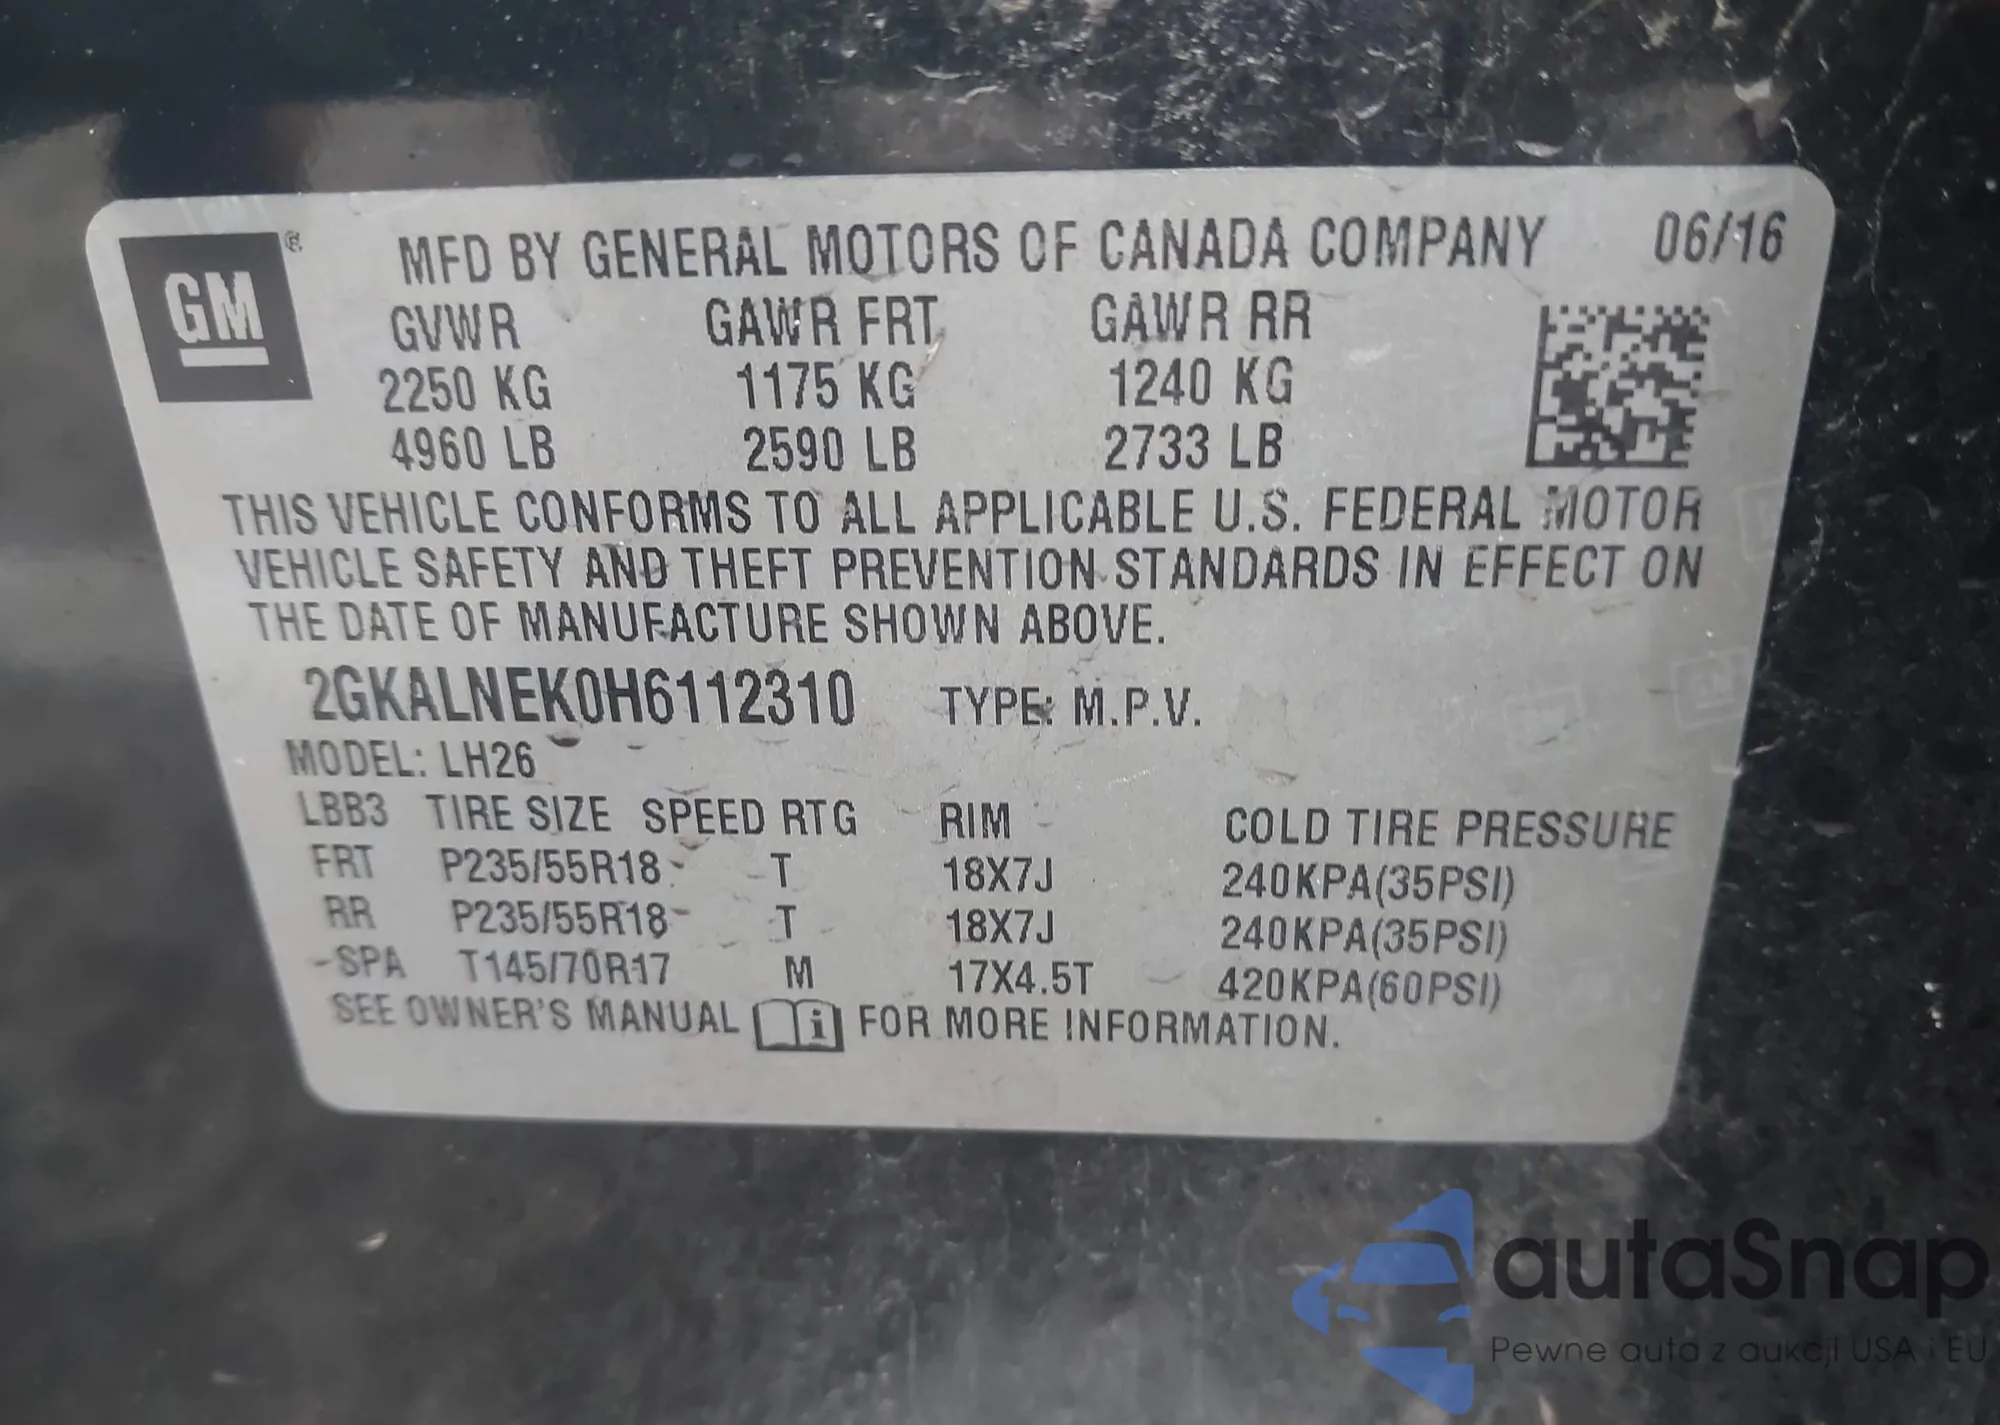 GM ®
MFD BY GENERAL MOTORS OF CANADA COMPANY 06/16
GVWR GAWR FRT GAWR RR
2250 KG 1175 KG 1240 KG
4960 LB 2590 LB 2733 LB
THIS VEHICLE CONFORMS TO ALL APPLICABLE U.S. FEDERAL MOTOR
VEHICLE SAFETY AND THEFT PREVENTION STANDARDS IN EFFECT ON
THE DATE OF MANUFACTURE SHOWN ABOVE.
2GKALNEK0H6112310 TYPE: M.P.V.
MODEL: LH26
LBB3 TIRE SIZE SPEED RTG RIM COLD TIRE PRESSURE
FRT P235/55R18 T 18X7J 240KPA(35PSI)
RR P235/55R18 T 18X7J 240KPA(35PSI)
SPA T145/70R17 M 17X4.5T 420KPA(60PSI)
SEE OWNER'S MANUAL i FOR MORE INFORMATION.
autaSnap
Pewne auta z aukcji USA i EU